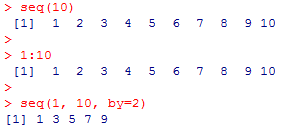 > seq(10)
[1] 1 2 3 4 5 6 7 8 9 10
>
> 1:10
[1] 1 2 3 4 5 6 7 8 9 10
>
> seq(1, 10, by=2)
[1] 1 3 5 7 9